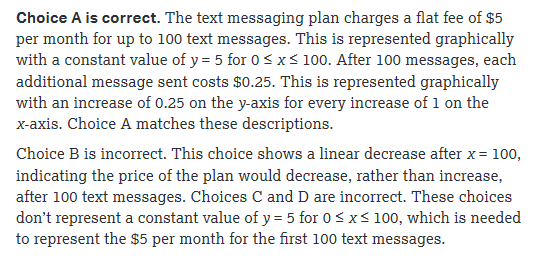 Choice A is correct. The text messaging plan charges a flat fee of $5
per month for up to 100 text messages. This is represented graphically
with a constant value of y = 5 for 0 ≤ x ≤ 100. After 100 messages, each
additional message sent costs $0.25. This is represented graphically
with an increase of 0.25 on the y-axis for every increase of 1 on the
x-axis. Choice A matches these descriptions.
Choice B is incorrect. This choice shows a linear decrease after x = 100,
indicating the price of the plan would decrease, rather than increase,
after 100 text messages. Choices C and D are incorrect. These choices
don’t represent a constant value of y = 5 for 0 ≤ x ≤ 100, which is needed
to represent the $5 per month for the first 100 text messages.